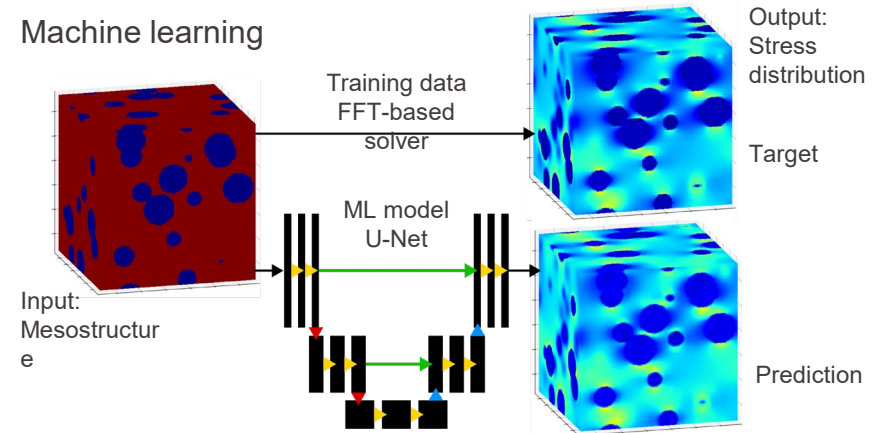 Machine learning
Training data
FFT-based
solver
Output:
Stress
distribution
Target
ML model
U-Net
Input:
Mesostructur
e
Prediction